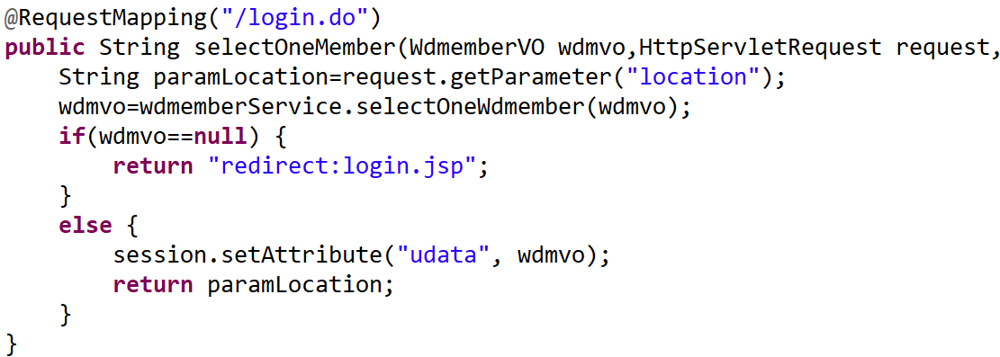 @RequestMapping("/login.do")
public String selectOneMember(WdmemberVO wdmvo,HttpServletRequest request,
    String paramLocation=request.getParameter("location");
    wdmvo=wdmemberService.selectOneWdmember(wdmvo);
    if(wdmvo==null) {
        return "redirect:login.jsp";
    }
    else {
        session.setAttribute("udata", wdmvo);
        return paramLocation;
    }
}